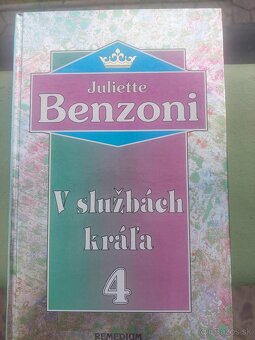 Juliette
Benzoni
V službách
kráľa
4
REMEDIUM